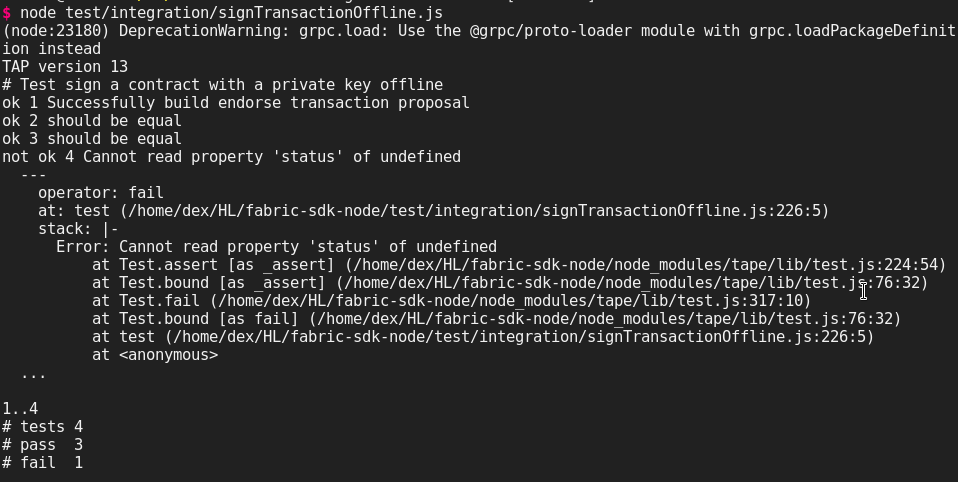 $ node test/integration/signTransactionOffline.js
(node:23180) DeprecationWarning: grpc.load: Use the @grpc/proto-loader module with grpc.loadPackageDefinit
ion instead
TAP version 13
# Test sign a contract with a private key offline
ok 1 Successfully build endorse transaction proposal
ok 2 should be equal
ok 3 should be equal
not ok 4 Cannot read property 'status' of undefined
  ---
    operator: fail
    at: test (/home/dex/HL/fabric-sdk-node/test/integration/signTransactionOffline.js:226:5)
    stack: |-
      Error: Cannot read property 'status' of undefined
          at Test.assert [as _assert] (/home/dex/HL/fabric-sdk-node/node_modules/tape/lib/test.js:224:54)
          at Test.bound [as _assert] (/home/dex/HL/fabric-sdk-node/node_modules/tape/lib/test.js:76:32)
          at Test.fail (/home/dex/HL/fabric-sdk-node/node_modules/tape/lib/test.js:317:10)
          at Test.bound [as fail] (/home/dex/HL/fabric-sdk-node/node_modules/tape/lib/test.js:76:32)
          at test (/home/dex/HL/fabric-sdk-node/test/integration/signTransactionOffline.js:226:5)
          at <anonymous>
  ...
1..4
# tests 4
# pass  3
# fail  1